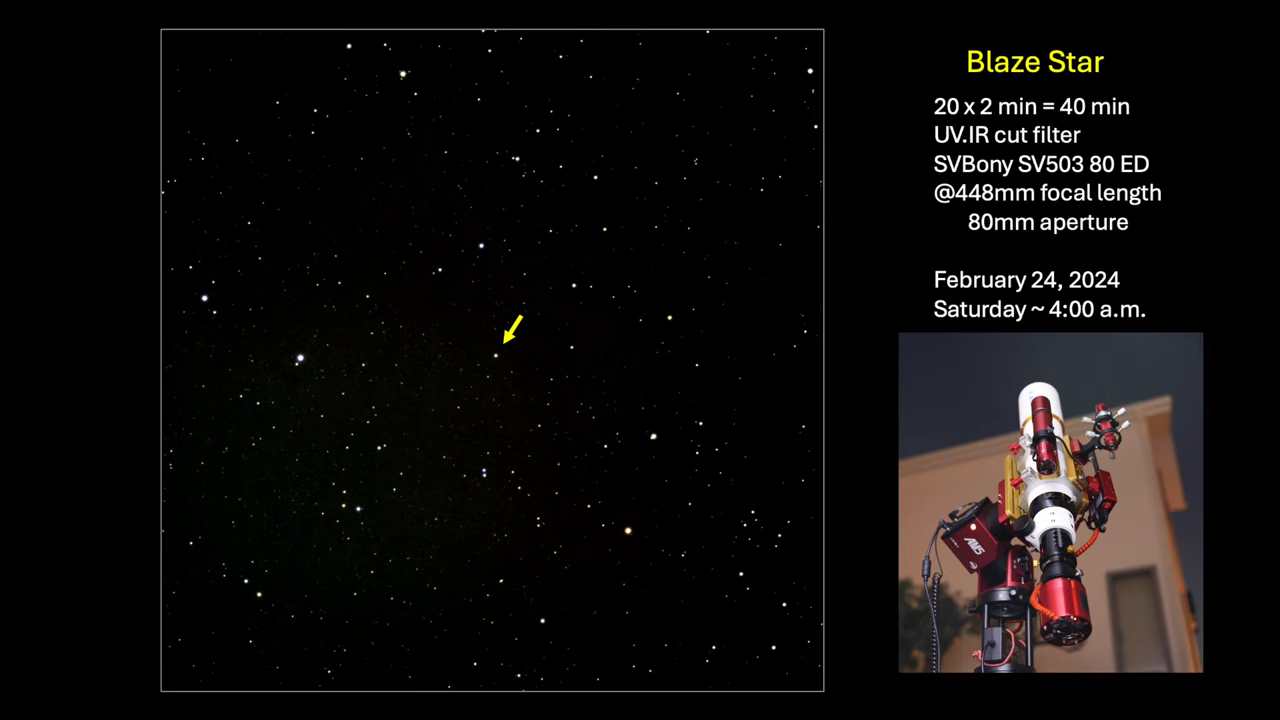 Blaze Star
20 x 2 min = 40 min
UV.IR cut filter
SVBony SV503 80 ED
@448mm focal length
80mm aperture
February 24, 2024
Saturday ~ 4:00 a.m.
AM5